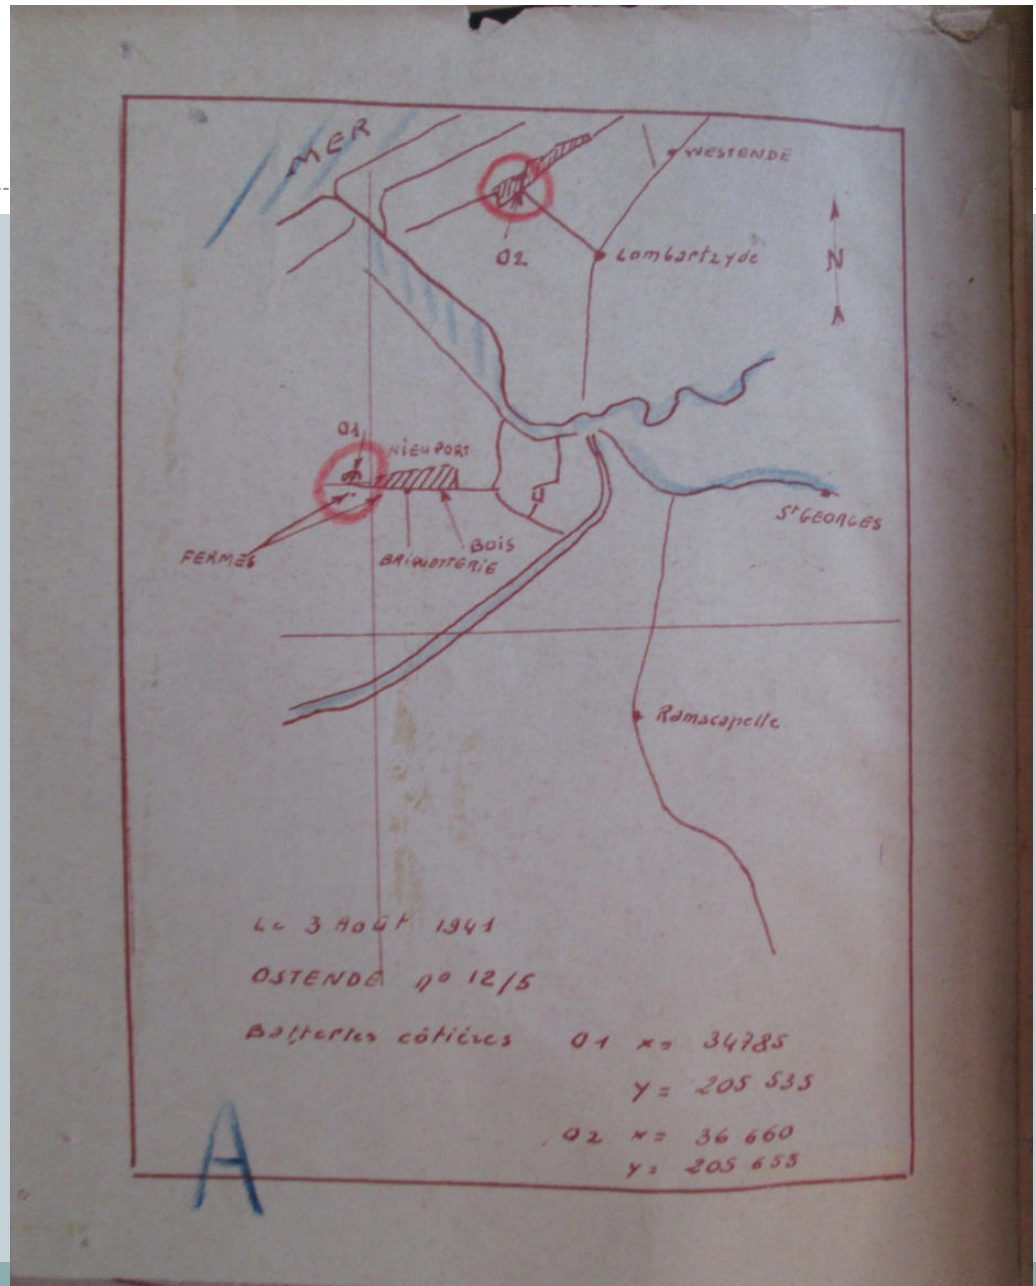 MER
WESTENDE
O2
Lombartzyde
N
O1
NIEUPORT
St GEORGES
FERMES
BOIS
BRIQUETTERIE
Ramscapelle
Le 3 Août 1941
OSTENDE no 12/5
Batteries côtières O1 x= 34785
Y= 205 535
O2 x= 36 660
Y= 205 655
A